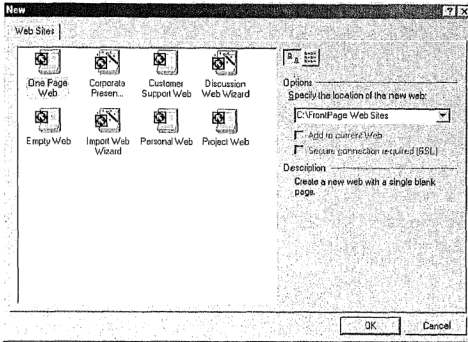 New
Web Sites
One Page Web
Corporate Presen...
Customer Support Web
Discussion Web Wizard
Empty Web
Import Web Wizard
Personal Web
Project Web
Options
Specify the location of the new web:
C:\FrontPage Web Sites
Add to current Web
Secure connection required (SSL)
Description
Create a new web with a single blank
page.
OK
Cancel